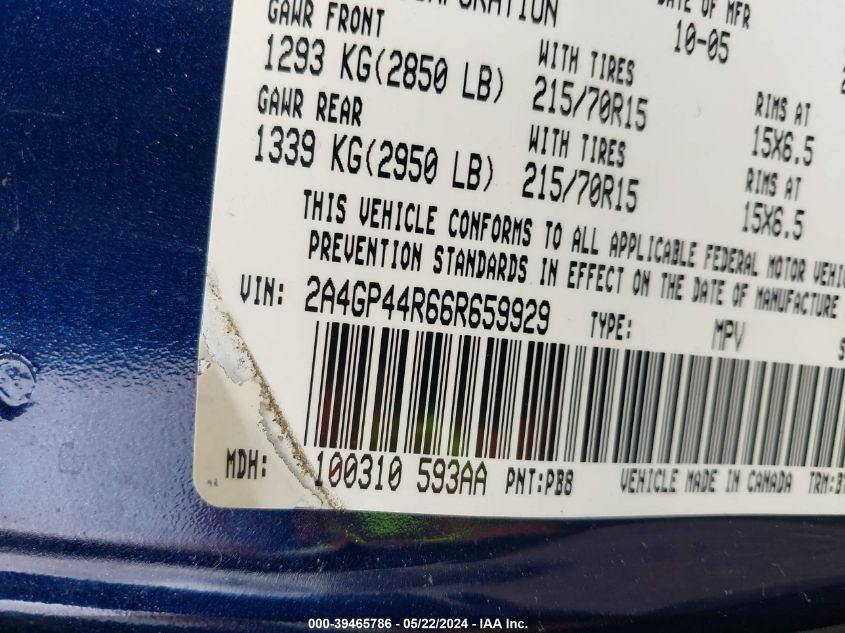 CORPORATION
DATE OF MFR
10-05
GAWR FRONT
1293 KG(2850 LB)
WITH TIRES
215/70R15
RIMS AT
15X6.5
GAWR REAR
1339 KG(2950 LB)
WITH TIRES
215/70R15
RIMS AT
15X6.5
THIS VEHICLE CONFORMS TO ALL APPLICABLE FEDERAL MOTOR
PREVENTION STANDARDS IN EFFECT ON THE DATE OF MANUFACTURE
VIN: 2A4GP44R66R659929 TYPE: MPV
MDH: 100310 593AA PNT:PB8 VEHICLE MADE IN CANADA TRM:
000-39465786 - 05/22/2024 - IAA Inc.